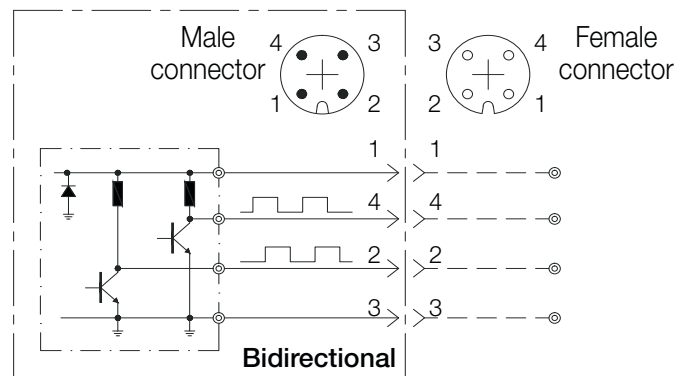 Male connector
4 3
1 2
3 4
2 1
Female connector
1 1
4 4
2 2
3 3
Bidirectional